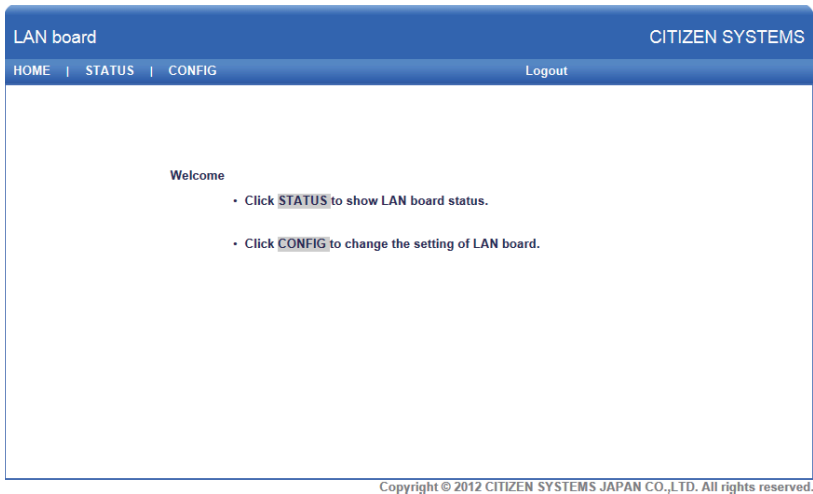 LAN board CITIZEN SYSTEMS
HOME | STATUS | CONFIG Logout
Welcome
• Click STATUS to show LAN board status.
• Click CONFIG to change the setting of LAN board.
Copyright © 2012 CITIZEN SYSTEMS JAPAN CO.,LTD. All rights reserved.